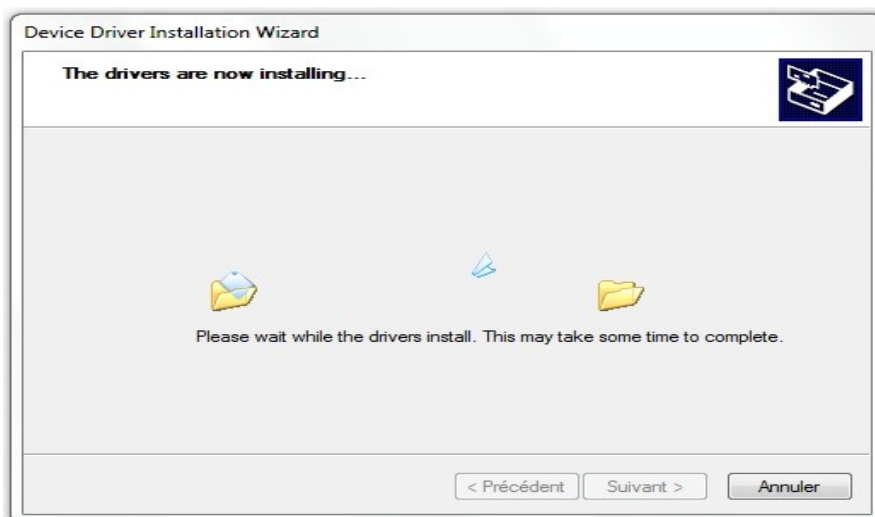 Device Driver Installation Wizard
The drivers are now installing...
Please wait while the drivers install. This may take some time to complete.
< Précédent
Suivant >
Annuler